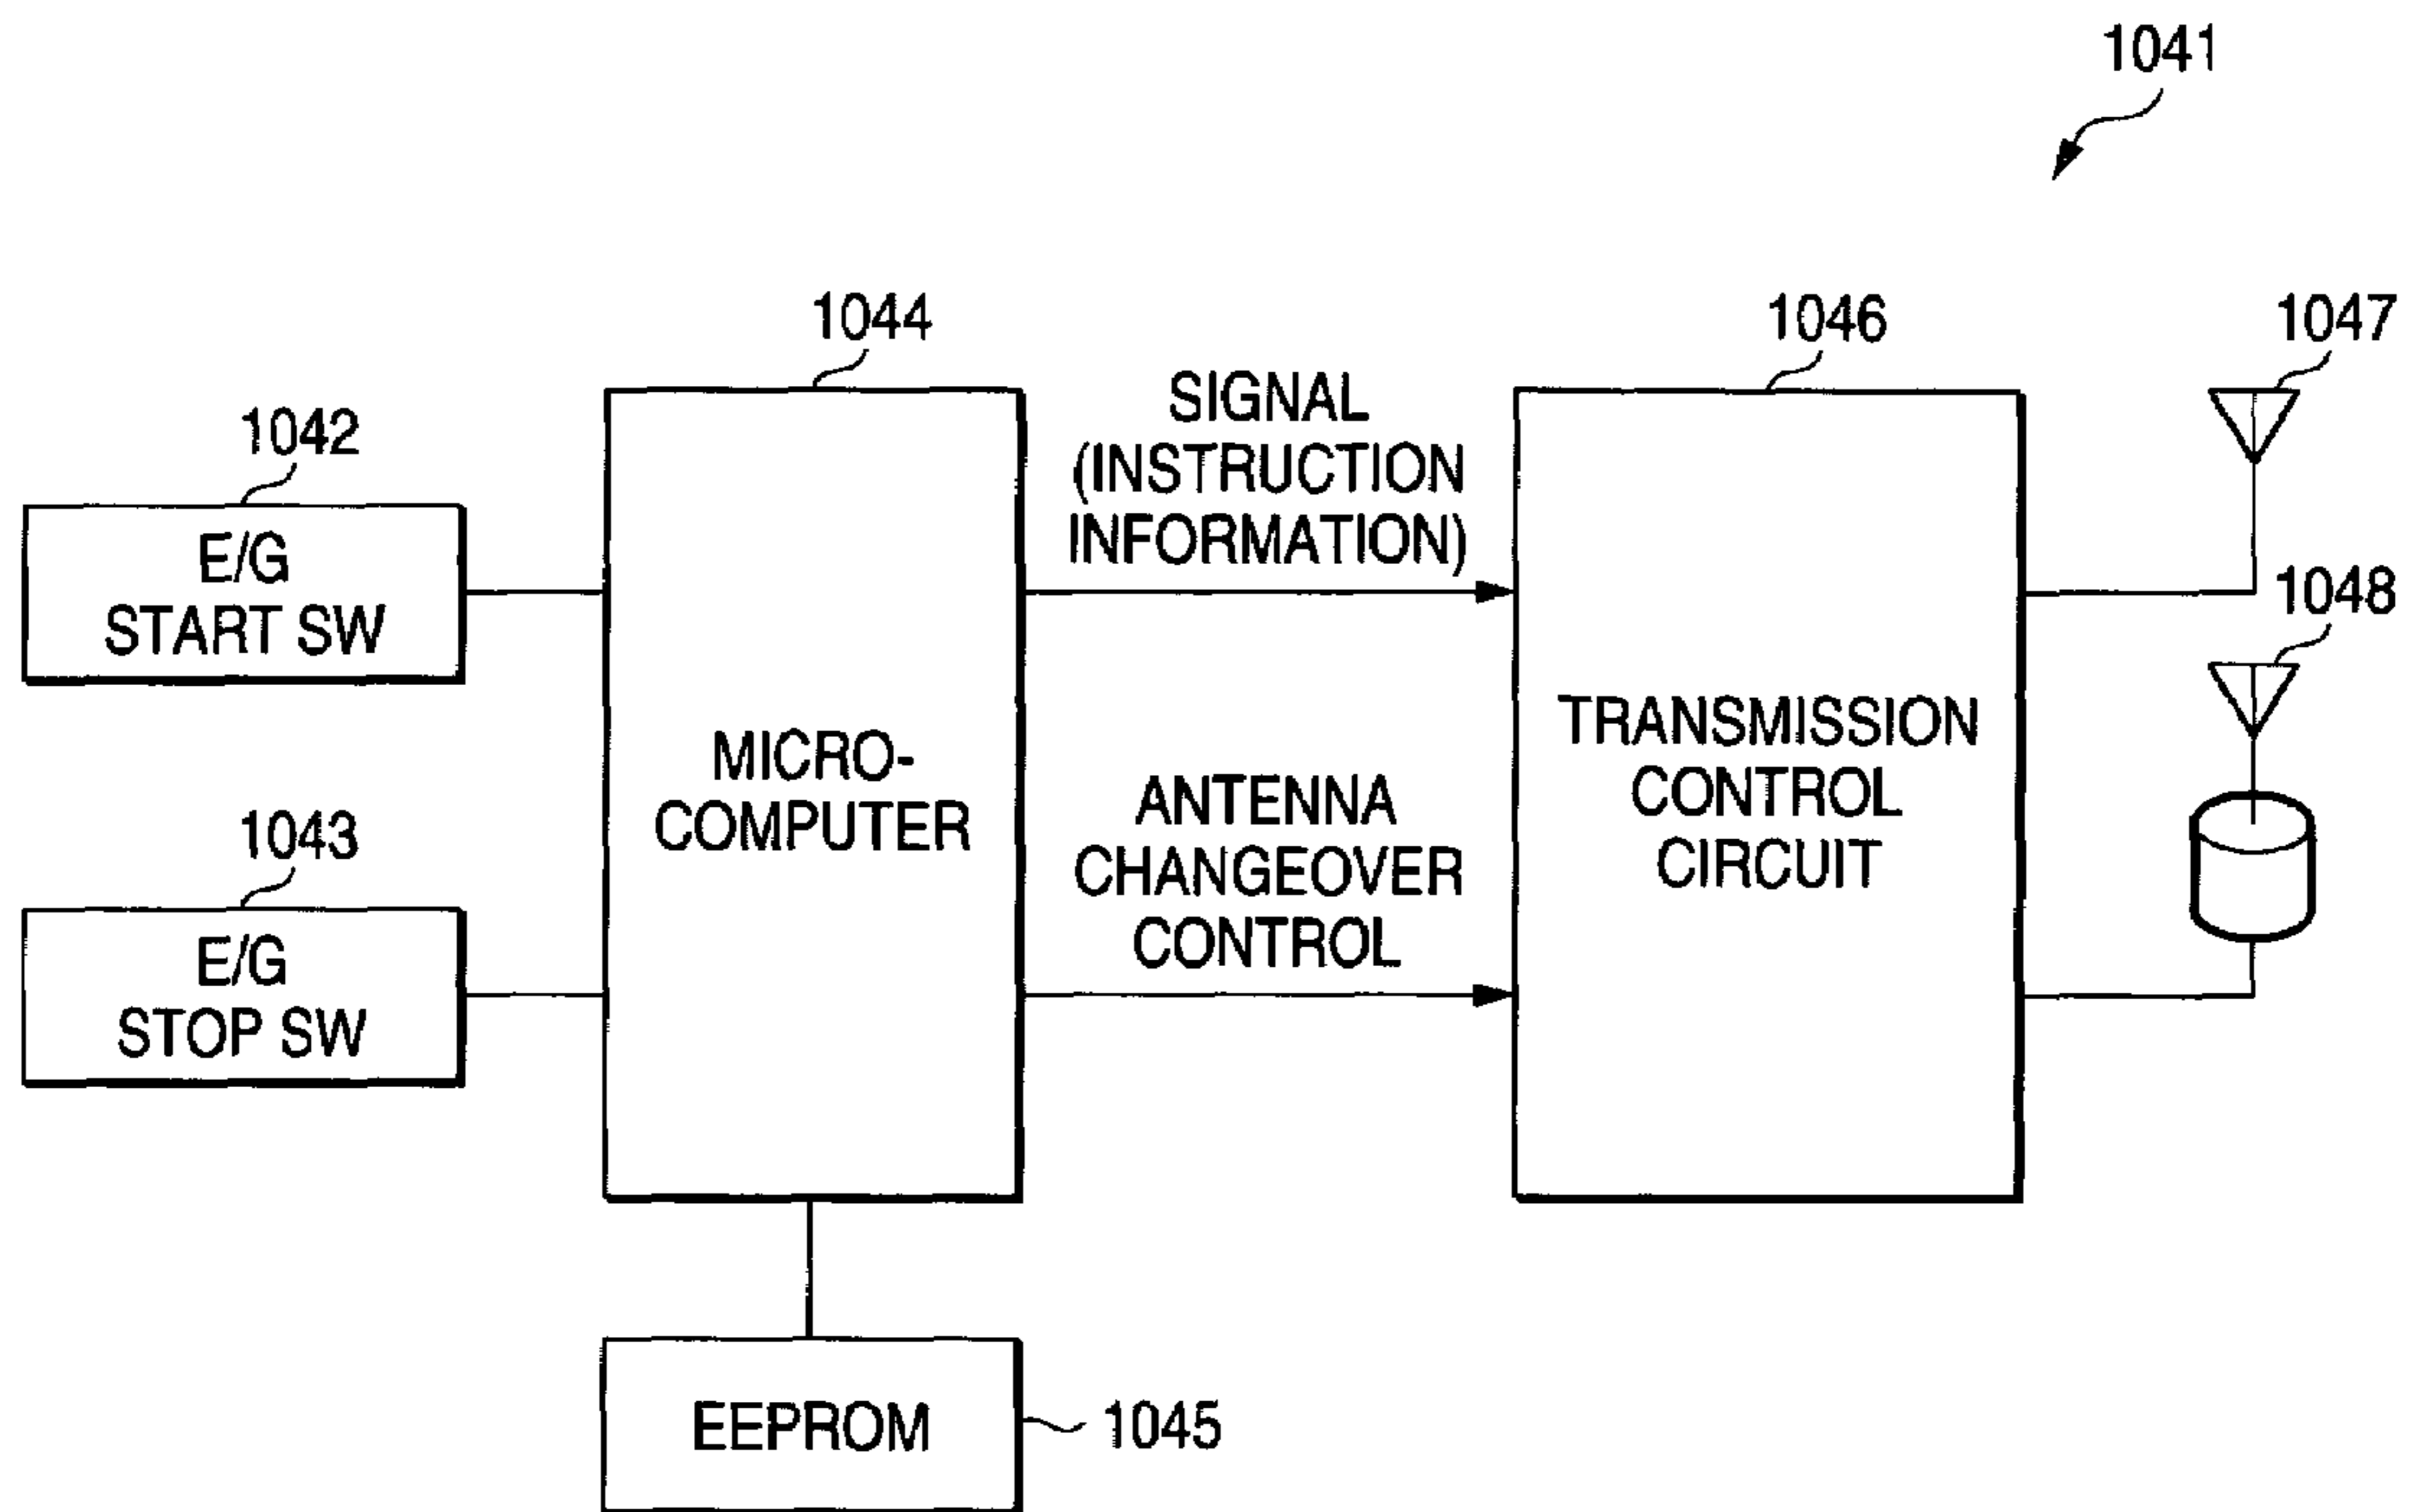 1041
1044
1046
1047
1042
SIGNAL
(INSTRUCTION
INFORMATION)
E/G
START SW
1048
MICRO-
COMPUTER
TRANSMISSION
CONTROL
CIRCUIT
1043
ANTENNA
CHANGEOVER
CONTROL
E/G
STOP SW
EEPROM
1045